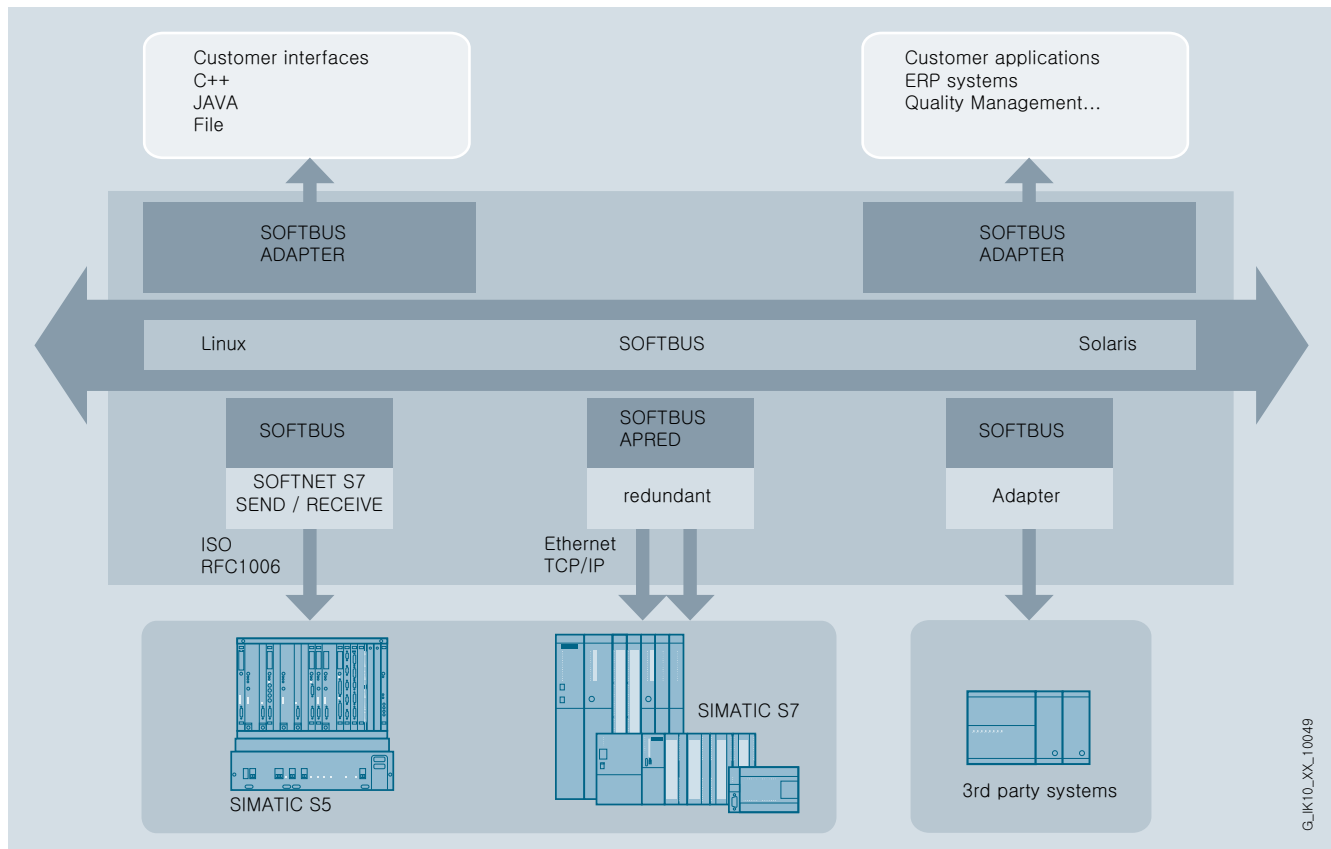 Customer interfaces
C++
JAVA
File
Customer applications
ERP systems
Quality Management...
SOFTBUS
ADAPTER
SOFTBUS
ADAPTER
Linux
SOFTBUS
Solaris
SOFTBUS
SOFTBUS
APRED
SOFTBUS
SOFTNET S7
SEND / RECEIVE
redundant
Adapter
ISO
RFC1006
Ethernet
TCP/IP
SIMATIC S5
SIMATIC S7
3rd party systems
G_IK10_XX_10049